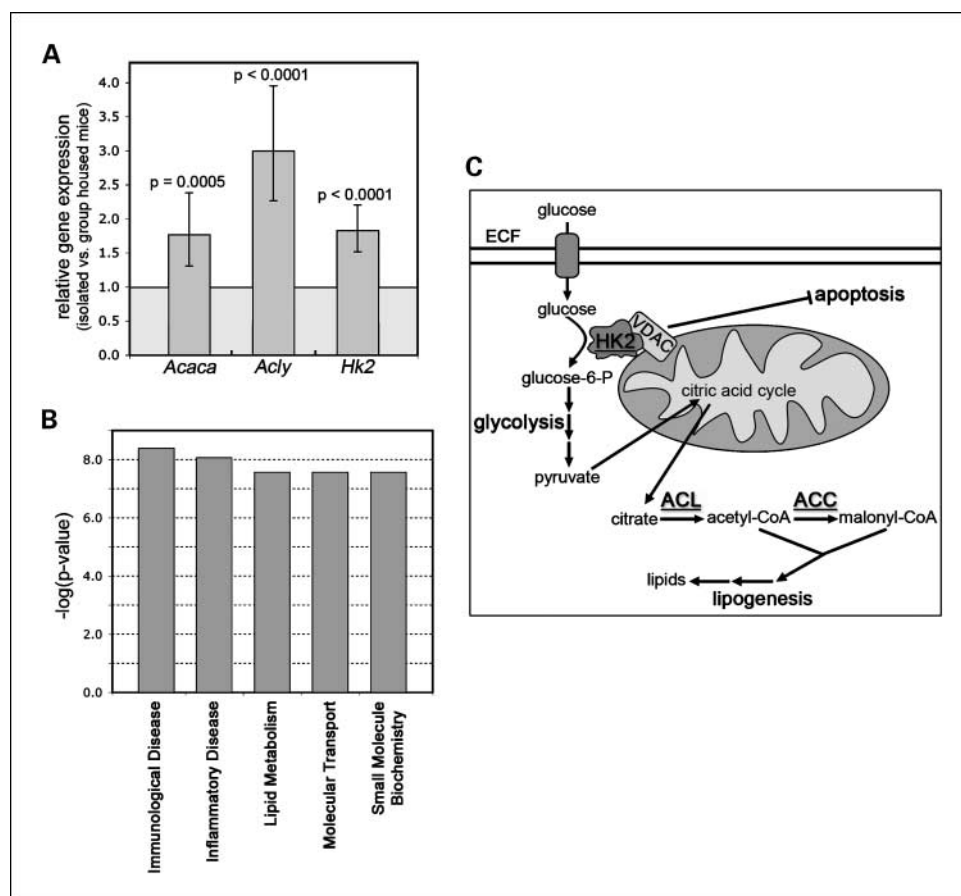 A
relative gene expression
(isolated vs. group housed mice)
4.0
3.5
3.0
2.5
2.0
1.5
1.0
0.5
0.0
p = 0.0005
p < 0.0001
p <0.0001
Acaca
Acly
Hk2
B
-log(p-value)
8.0
6.0
4.0
2.0
0.0
Immunological Disease
Inflammatory Disease
Lipid Metabolism
Molecular Transport
Small Molecule
Biochemistry
C
glucose
ECF
glucose
HK2
VDAC
apoptosis
glucose-6-P
citric acid cycle
glycolysis
pyruvate
citrate
ACL
acetyl-CoA
ACC
malonyl-CoA
lipids
lipogenesis